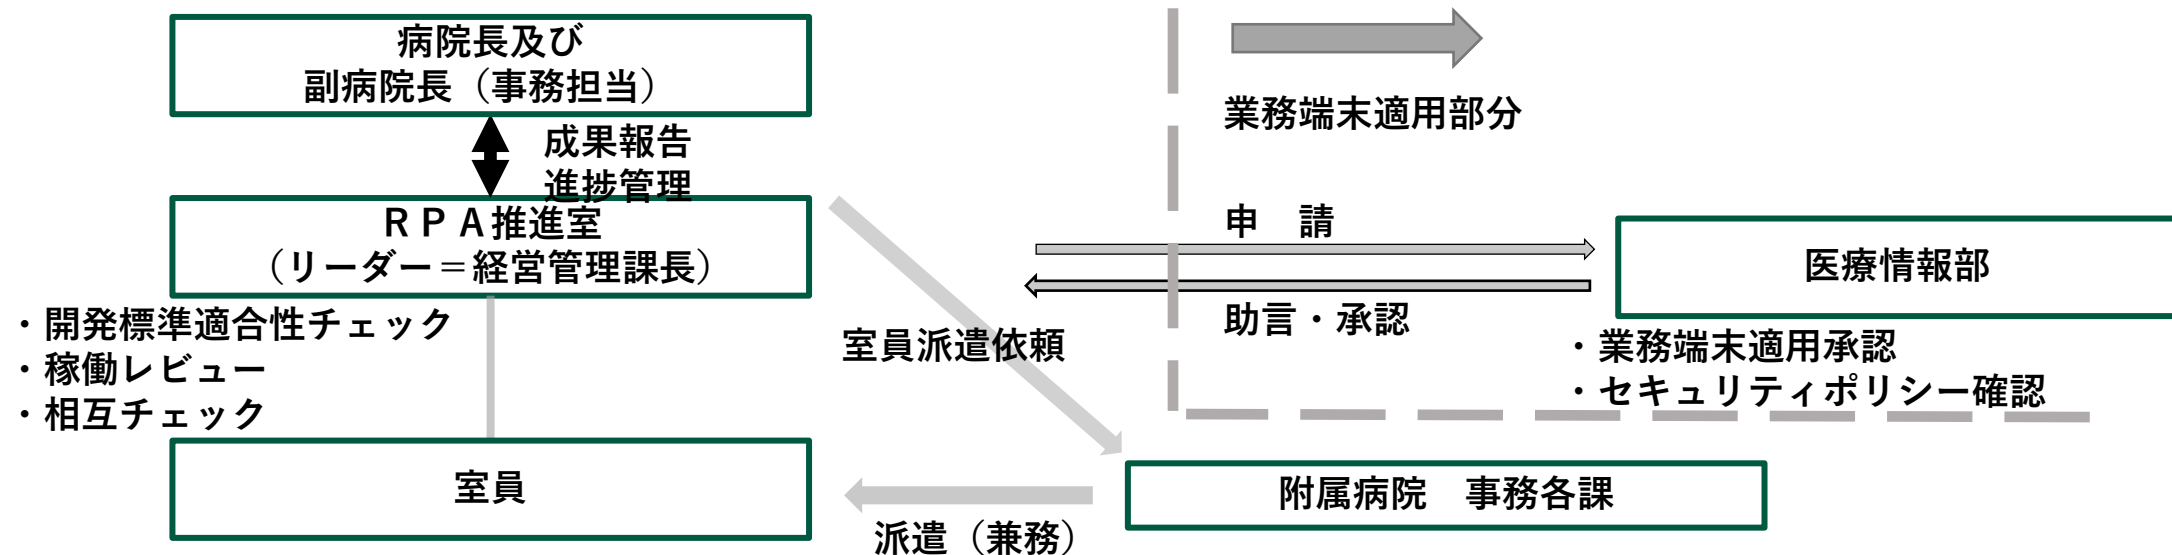 病院長及び
副病院長（事務担当）
成果報告
進捗管理
ＲＰＡ推進室
（リーダー＝経営管理課長）
・開発標準適合性チェック
・稼働レビュー
・相互チェック
室員
室員派遣依頼
派遣（兼務）
附属病院　事務各課
業務端末適用部分
申　請
助言・承認
医療情報部
・業務端末適用承認
・セキュリティポリシー確認